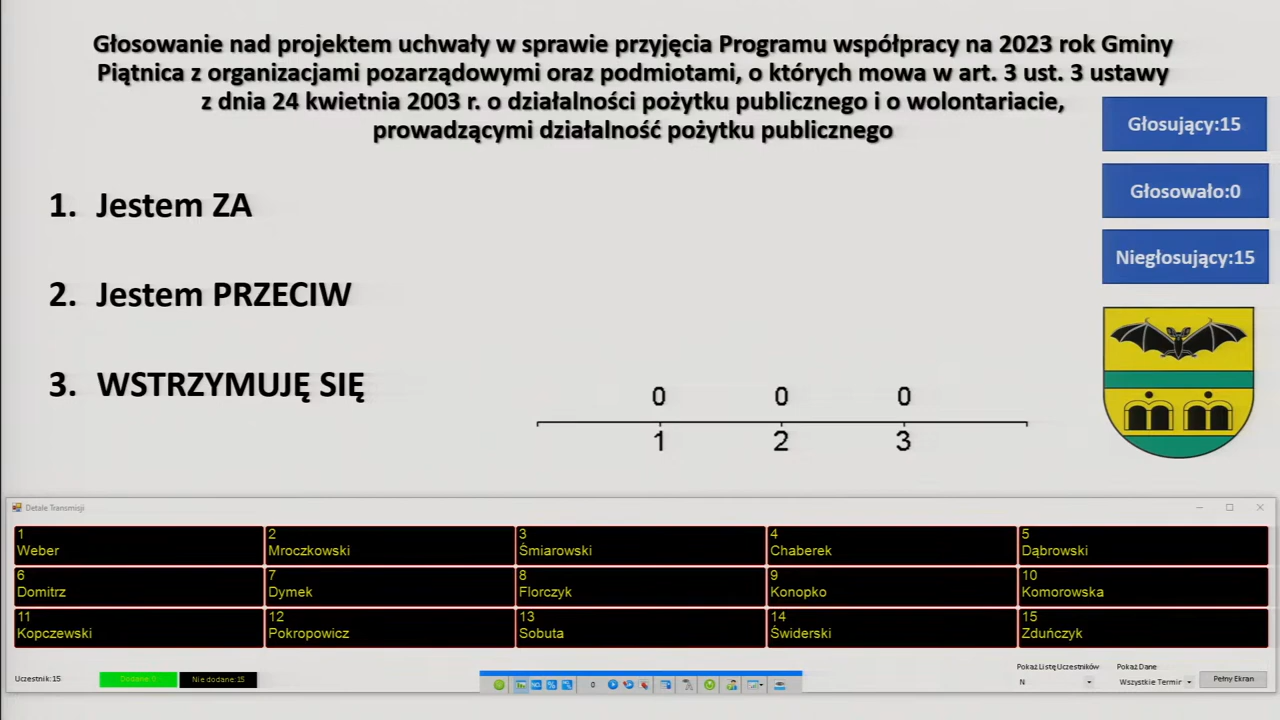 Głosowanie nad projektem uchwały w sprawie przyjęcia Programu współpracy na 2023 rok Gminy
Piątnica z organizacjami pozarządowymi oraz podmiotami, o których mowa w art. 3 ust. 3 ustawy
z dnia 24 kwietnia 2003 r. o działalności pożytku publicznego i o wolontariacie,
prowadzącymi działalność pożytku publicznego
Głosujący:15
Głosowało:0
Niegłosujący:15
1. Jestem ZA
2. Jestem PRZECIW
3. WSTRZYMUJĘ SIĘ
0 0 0
1 2 3
Detale Transmisji
1 2 3 4 5
Weber Mroczkowski Śmiarowski Chaberek Dąbrowski
6 7 8 9 10
Domitrz Dymek Florczyk Konopko Komorowska
11 12 13 14 15
Kopczewski Pokropowicz Sobuta Świderski Zduńczyk
Uczestnik:15
Dodane:0
Nie dodane:15
0
Pokaż Listę Uczestników
N
Pokaż Dane
Wszystkie Termir
Pełny Ekran